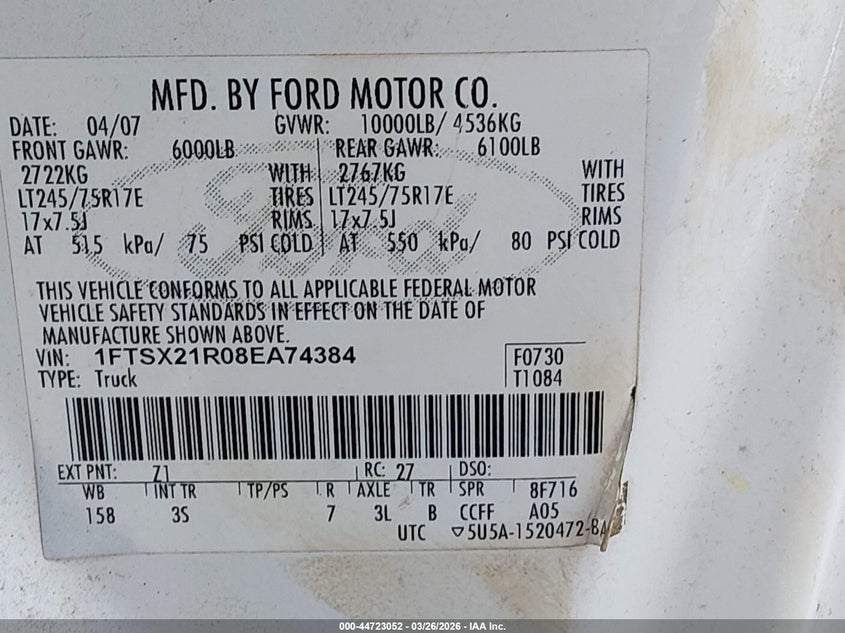 MFD. BY FORD MOTOR CO.
DATE: 04/07 GVWR: 10000LB/ 4536KG
FRONT GAWR: 6000LB REAR GAWR: 6100LB
2722KG WITH 2767KG WITH
LT245/75R17E TIRES LT245/75R17E TIRES
17x7.5J RIMS 17x7.5J RIMS
AT 515 kPa/ 75 PSI COLD AT 550 kPa/ 80 PSI COLD
THIS VEHICLE CONFORMS TO ALL APPLICABLE FEDERAL MOTOR
VEHICLE SAFETY STANDARDS IN EFFECT ON THE DATE OF
MANUFACTURE SHOWN ABOVE.
VIN: 1FTSX21R08EA74384 F0730
TYPE: Truck T1084
EXT PNT: Z1 RC: 27 DSO:
WB INT TR TP/PS R AXLE TR SPR 8F716
158 3S 7 3L B CCFF A05
UTC ▽5U5A-1520472-BA
000-44723052 - 03/26/2026 - IAA Inc.